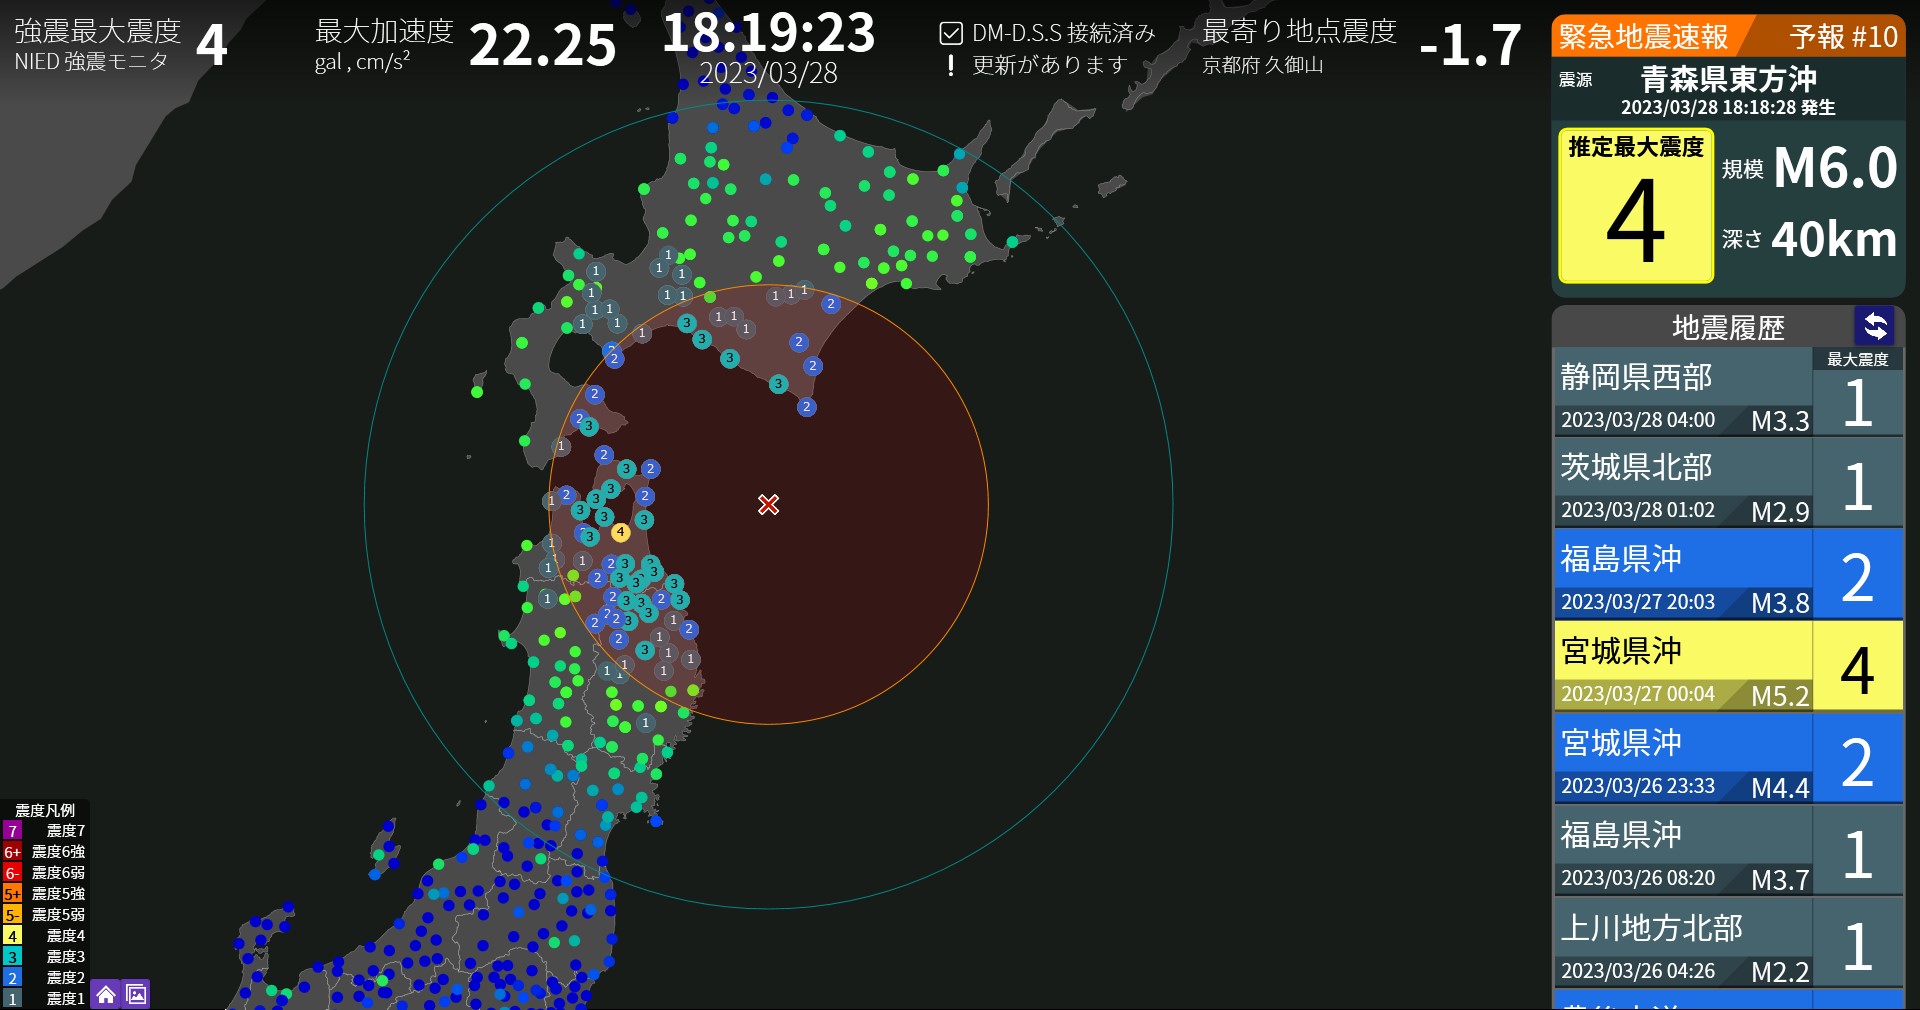 強震最大震度
NIED 強震モニタ
4
最大加速度
gal , cm/s²
22.25
18:19:23
2023/03/28
DM-D.S.S 接続済み
更新があります
最寄り地点震度
京都府 久御山
-1.7
緊急地震速報 予報 #10
震源 青森県東方沖
2023/03/28 18:18:28 発生
推定最大震度
4
規模 M6.0
深さ 40km
地震履歴
最大震度
静岡県西部
2023/03/28 04:00 M3.3
1
茨城県北部
2023/03/28 01:02 M2.9
1
福島県沖
2023/03/27 20:03 M3.8
2
宮城県沖
2023/03/27 00:04 M5.2
4
宮城県沖
2023/03/26 23:33 M4.4
2
福島県沖
2023/03/26 08:20 M3.7
1
上川地方北部
2023/03/26 04:26 M2.2
1
震度凡例
7 震度7
6+ 震度6強
6- 震度6弱
5+ 震度5強
5- 震度5弱
4 震度4
3 震度3
2 震度2
1 震度1